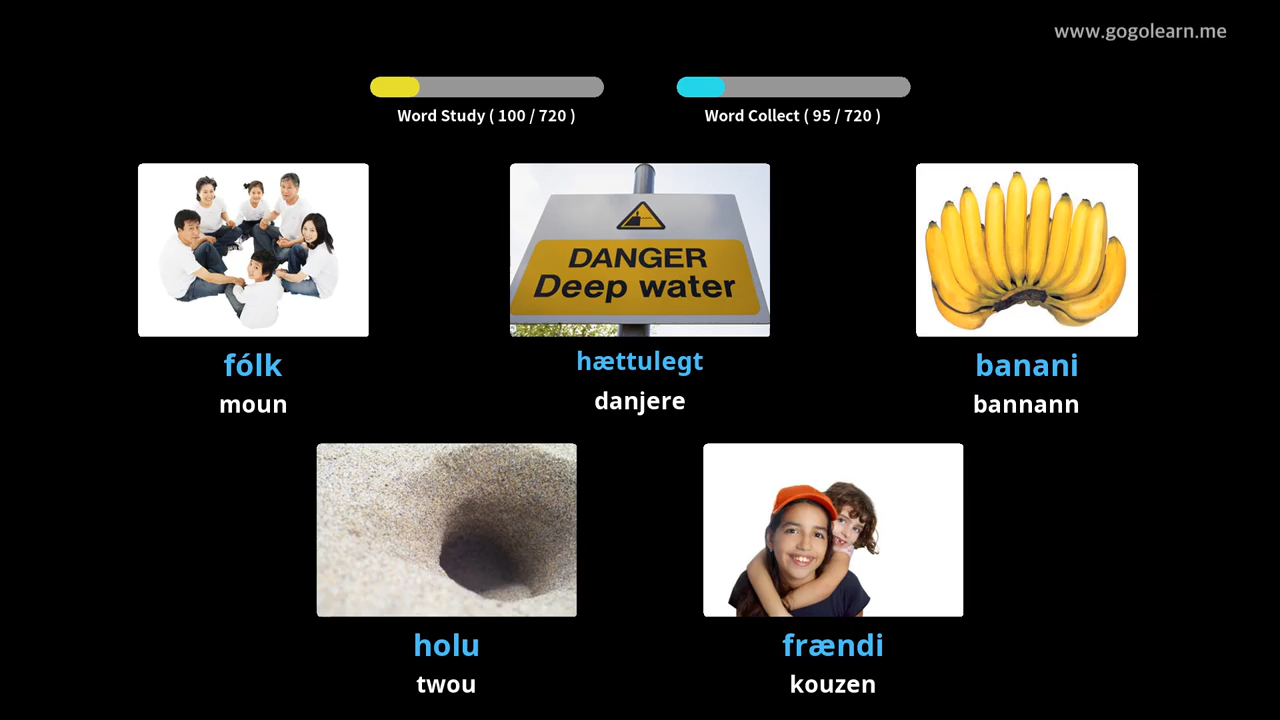 www.gogolearn.me
Word Study ( 100 / 720 )
Word Collect ( 95 / 720 )
DANGER
Deep water
fólk
moun
hættulegt
danjere
banani
bannann
holu
twou
frændi
kouzen